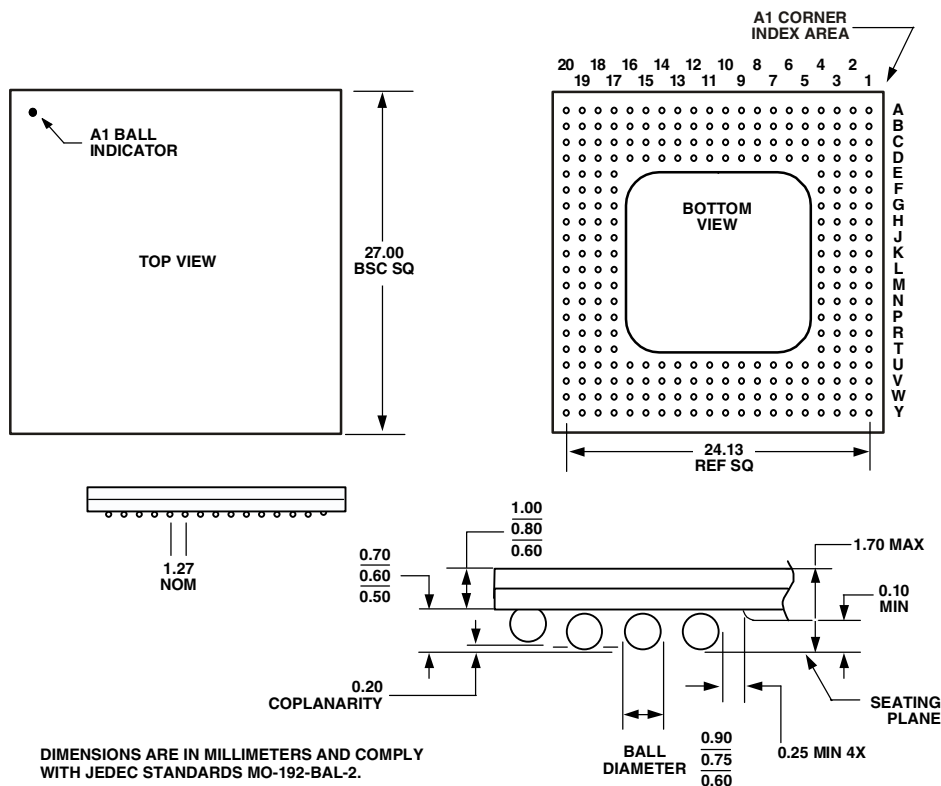 A1 CORNER
INDEX AREA
20 18 16 14 12 10 8 6 4 2
19 17 15 13 11 9 7 5 3 1
A1 BALL
INDICATOR
TOP VIEW
27.00
BSC SQ
BOTTOM
VIEW
A
B
C
D
E
F
G
H
J
K
L
M
N
P
R
T
U
V
W
Y
24.13
REF SQ
1.27
NOM
1.00
0.80
0.60
0.70
0.60
0.50
1.70 MAX
0.10
MIN
0.20
COPLANARITY
SEATING
PLANE
BALL
DIAMETER
0.90
0.75
0.60
0.25 MIN 4X
DIMENSIONS ARE IN MILLIMETERS AND COMPLY
WITH JEDEC STANDARDS MO-192-BAL-2.